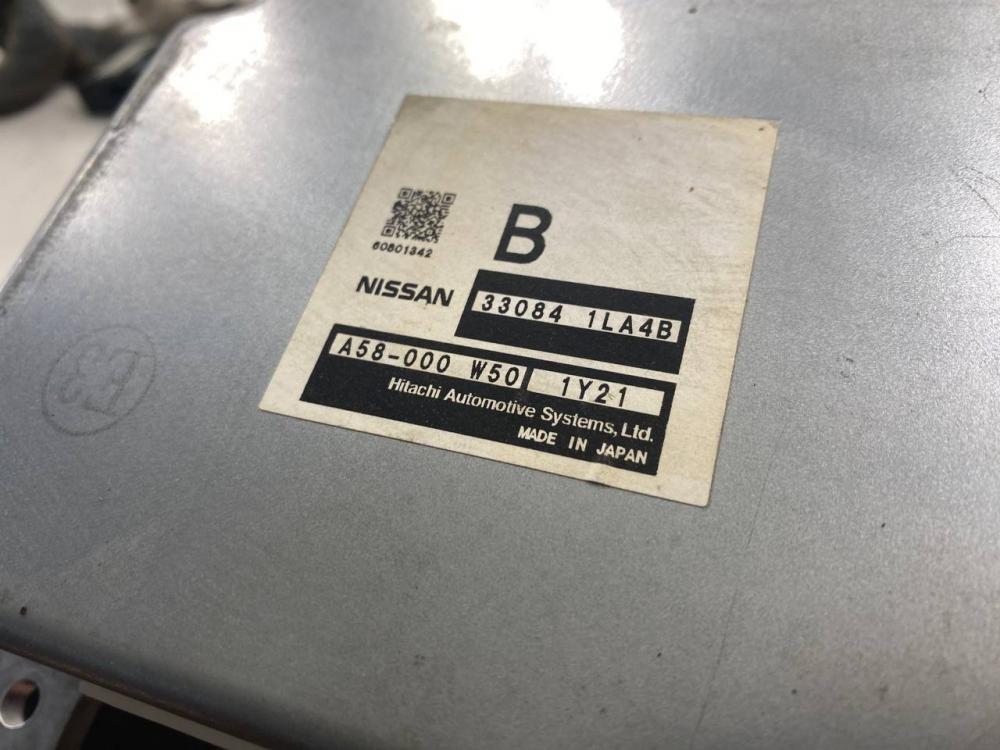 B
60801342
NISSAN
33084 1LA4B
A58-000 W50 1Y21
Hitachi Automotive Systems, Ltd.
MADE IN JAPAN